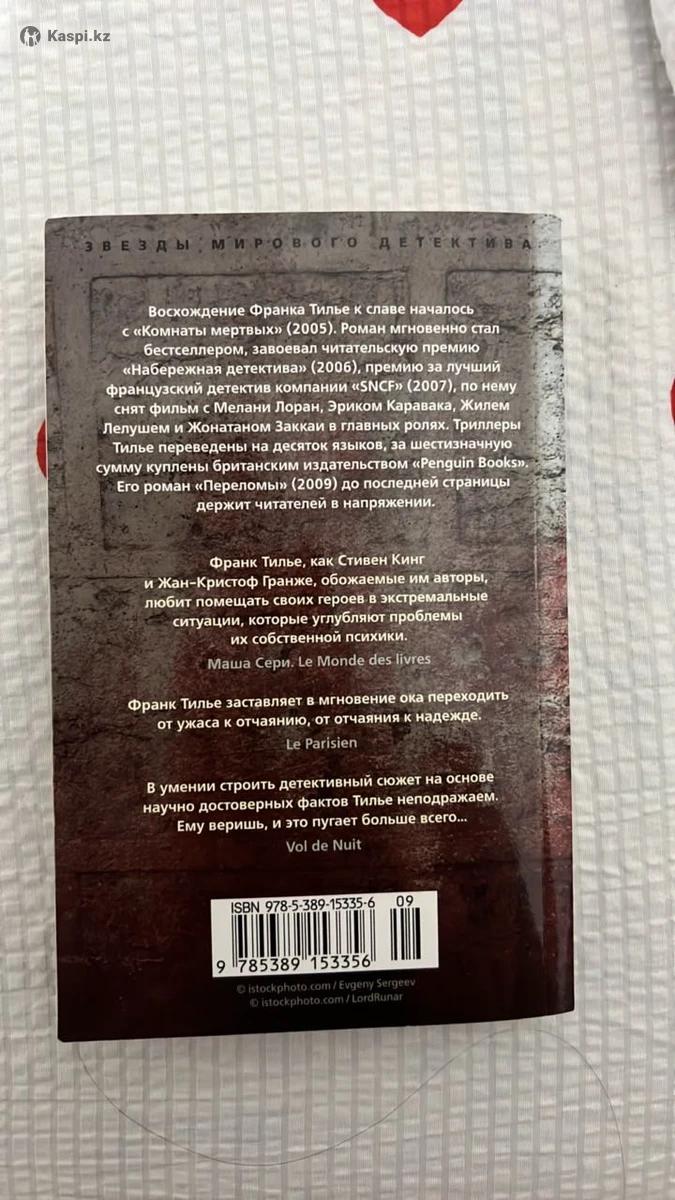 Kaspi.kz
ЗВЕЗДЫ МИРОВОГО ДЕТЕКТИВА
Восхождение Франка Тилье к славе началось
с «Комнаты мертвых» (2005). Роман мгновенно стал
бестселлером, завоевал читательскую премию
«Набережная детектива» (2006), премию за лучший
французский детектив компании «SNCF» (2007), по нему
снят фильм с Мелани Лоран, Эриком Каравака, Жилем
Лелушем и Жонатаном Заккаи в главных ролях. Триллеры
Тилье переведены на десяток языков, за шестизначную
сумму куплены британским издательством «Penguin Books».
Его роман «Переломы» (2009) до последней страницы
держит читателей в напряжении.
Франк Тилье, как Стивен Кинг
и Жан-Кристоф Гранже, обожаемые им авторы,
любит помещать своих героев в экстремальные
ситуации, которые углубляют проблемы
их собственной психики.
Маша Сери. Le Monde des livres
Франк Тилье заставляет в мгновение ока переходить
от ужаса к отчаянию, от отчаяния к надежде.
Le Parisien
В умении строить детективный сюжет на основе
научно достоверных фактов Тилье неподражаем.
Ему веришь, и это пугает больше всего...
Vol de Nuit
ISBN 978-5-389-15335-6 09
9 785389 153356
© istockphoto.com / Evgeny Sergeev
© istockphoto.com / LordRunar